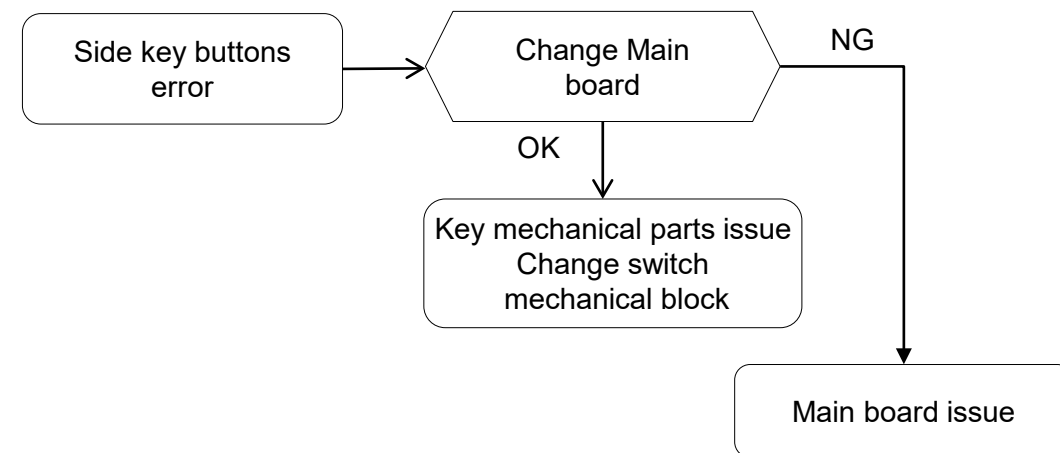 Side key buttons
error
Change Main
board
NG
OK
Key mechanical parts issue
Change switch
mechanical block
Main board issue